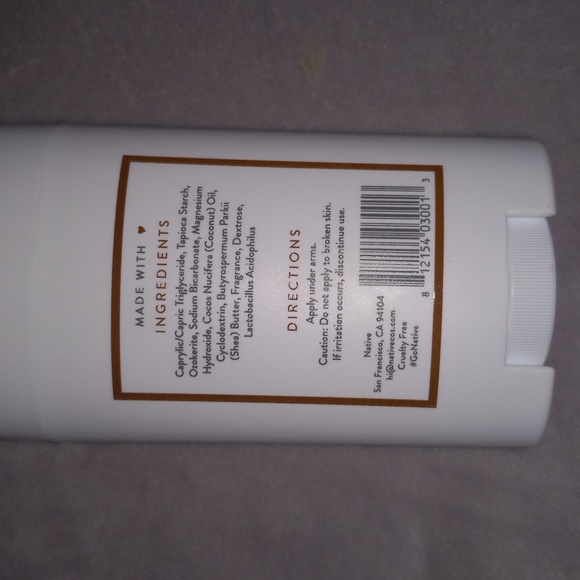 MADE WITH ♥
INGREDIENTS
Caprylic/Capric Triglyceride, Tapioca Starch,
Ozokerite, Sodium Bicarbonate, Magnesium
Hydroxide, Cocos Nucifera (Coconut) Oil,
Cyclodextrin, Butyrospermum Parkii
(Shea) Butter, Fragrance, Dextrose,
Lactobacillus Acidophilus
DIRECTIONS
Apply under arms.
Caution: Do not apply to broken skin.
If irritation occurs, discontinue use.
Native
San Francisco, CA 94104
hi@nativecos.com
Cruelty Free
#GoNative
8 12154 03001 3